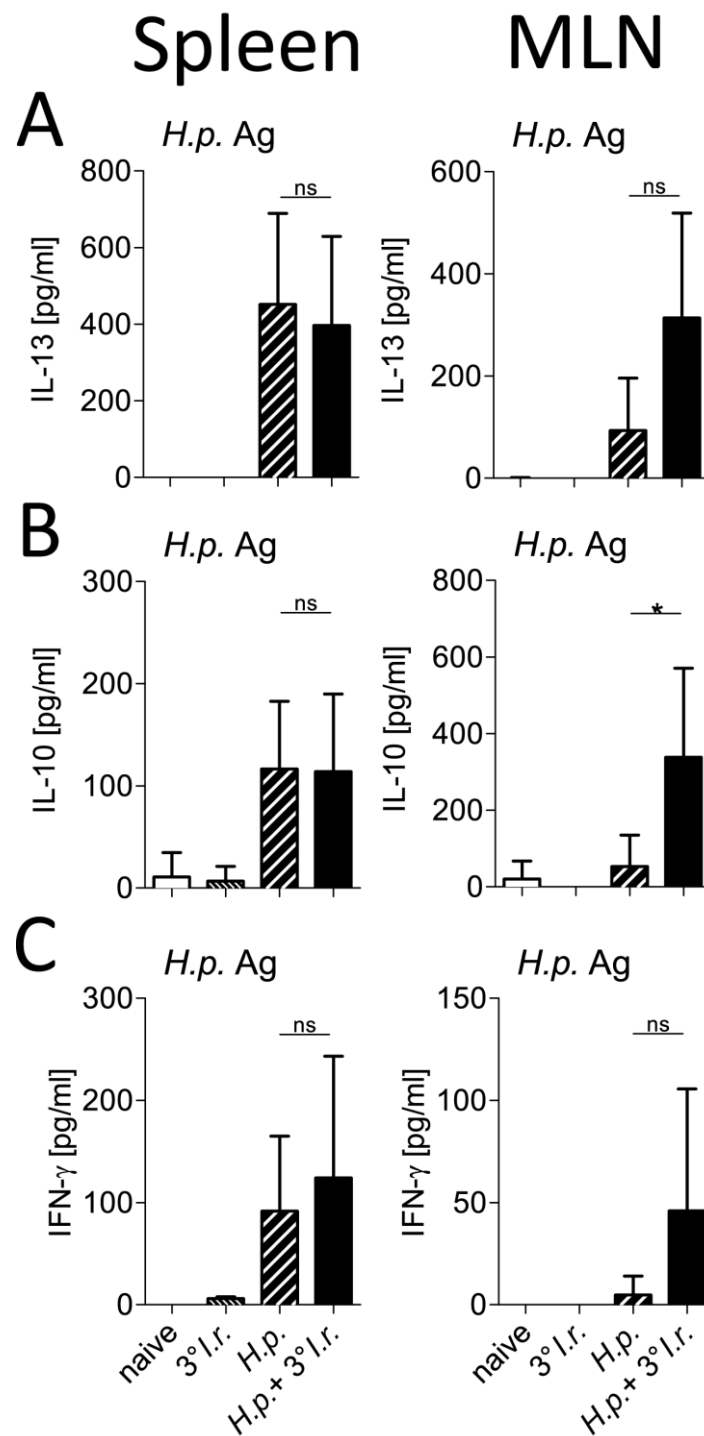 Spleen MLN
A
H.p. Ag H.p. Ag
IL-13 [pg/ml]
800
600
400
200
0
ns
IL-13 [pg/ml]
600
400
200
0
ns
B
H.p. Ag H.p. Ag
IL-10 [pg/ml]
300
200
100
0
ns
IL-10 [pg/ml]
800
600
400
200
0
*
C
H.p. Ag H.p. Ag
IFN-γ [pg/ml]
300
200
100
0
ns
IFN-γ [pg/ml]
150
100
50
0
ns
naive
3° l.r.
H.p.
H.p. + 3° l.r.
naive
3° l.r.
H.p.
H.p. + 3° l.r.